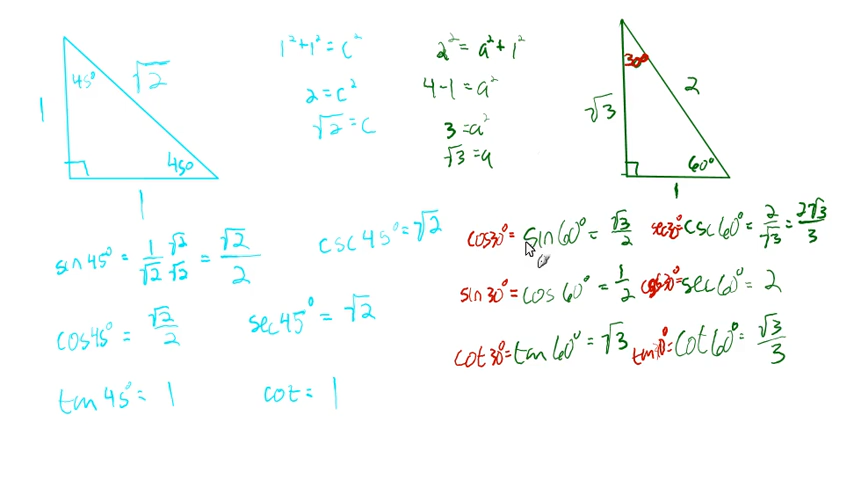 45°
√2
1
45°
1
1² + 1² = c²
2 = c²
√2 = c
2² = a² + 1²
4 - 1 = a²
3 = a²
√3 = a
30°
2
√3
60°
1
sin 45° = 1/√2 √2/√2 = √2/2
csc 45° = √2
cos 45° = √2/2
sec 45° = √2
tan 45° = 1
cot = 1
cos 30° = sin 60° = √3/2
sec 30° = csc 60° = 2/√3 = 2√3/3
sin 30° = cos 60° = 1/2
sec 60° = 2
cot 30° = tan 60° = √3
tan 30° = cot 60° = √3/3